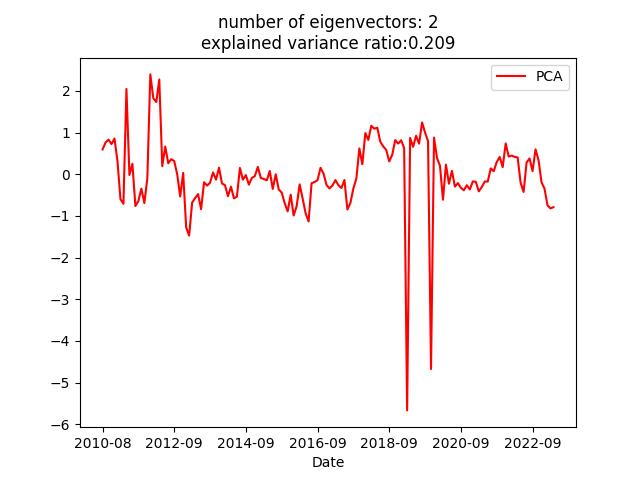 number of eigenvectors: 2
explained variance ratio:0.209
PCA
2
1
0
−1
−2
−3
−4
−5
−6
2010-08 2012-09 2014-09 2016-09 2018-09 2020-09 2022-09
Date